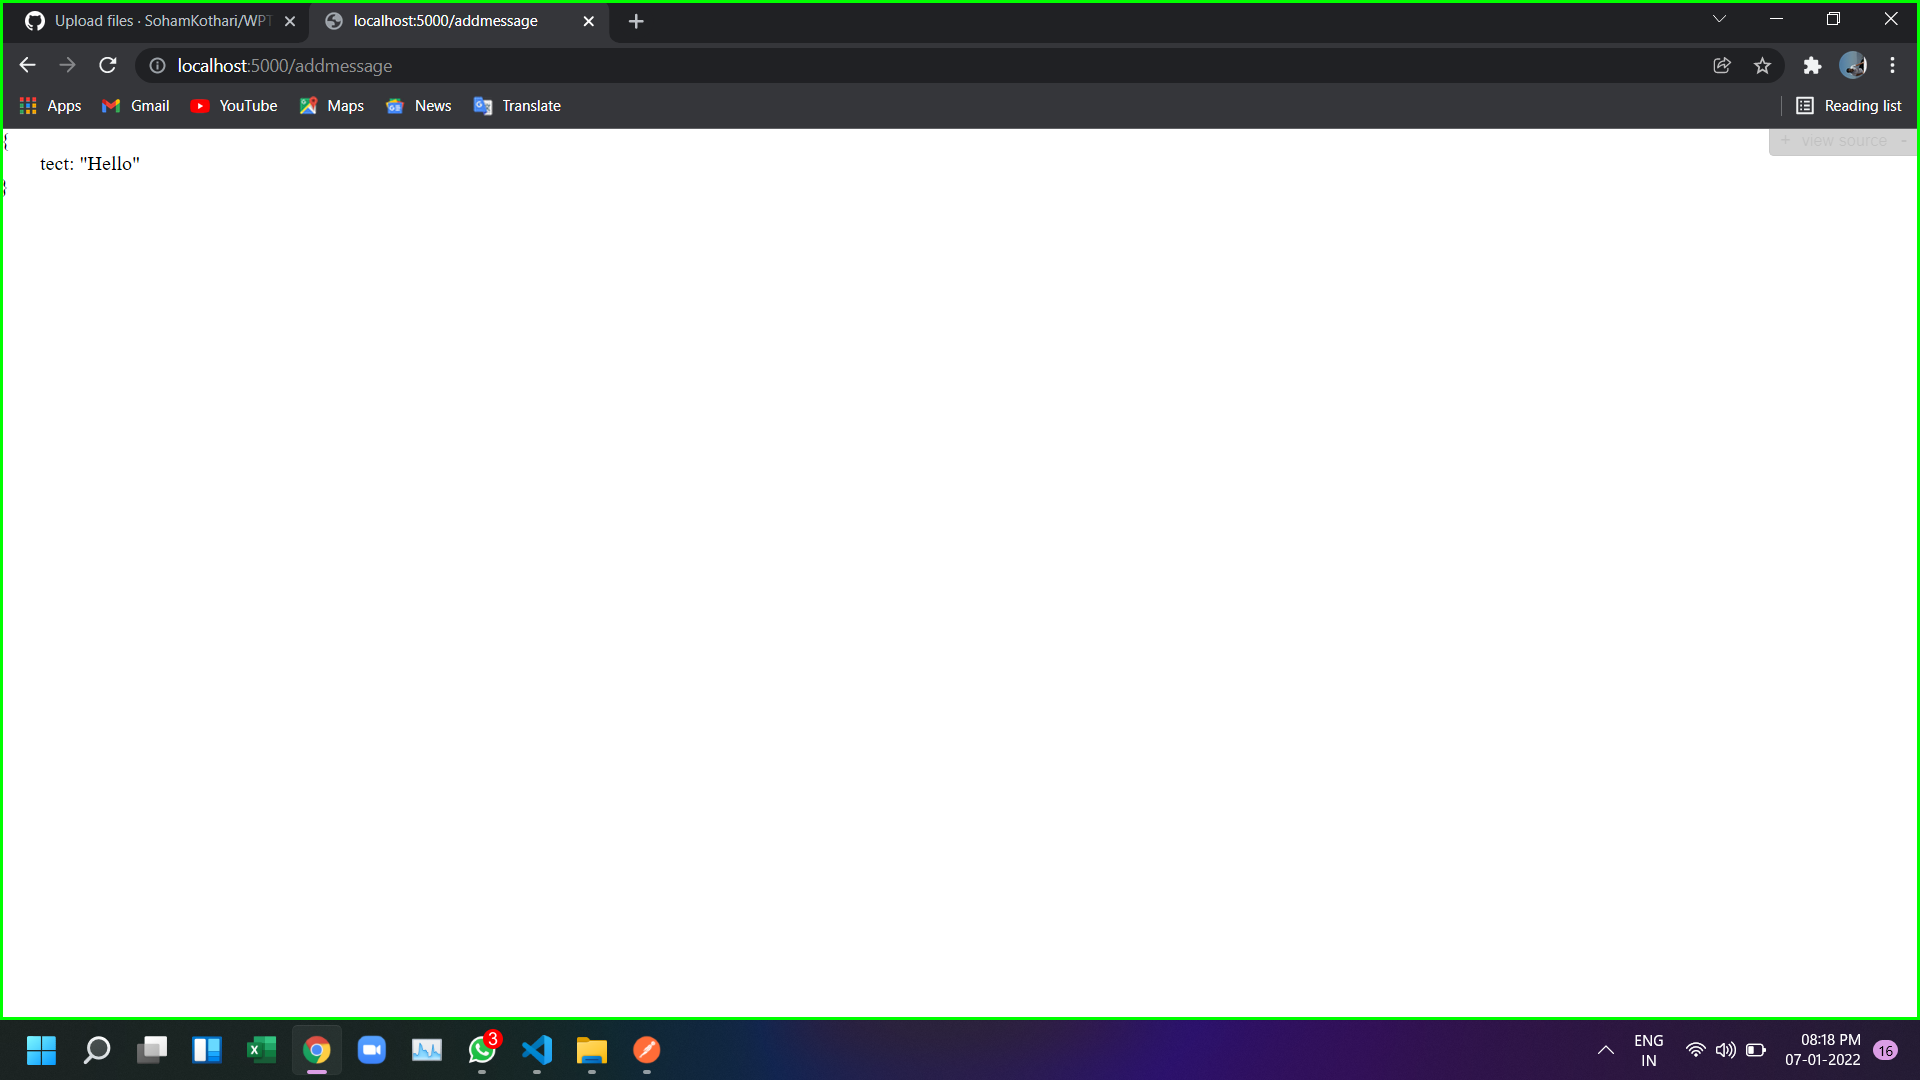 Upload files · SohamKothari/WPT
localhost:5000/addmessage
localhost:5000/addmessage
Apps
Gmail
YouTube
Maps
News
Translate
Reading list
{
+ view source -
tect: "Hello"
}
3
ENG
IN
08:18 PM
07-01-2022
16